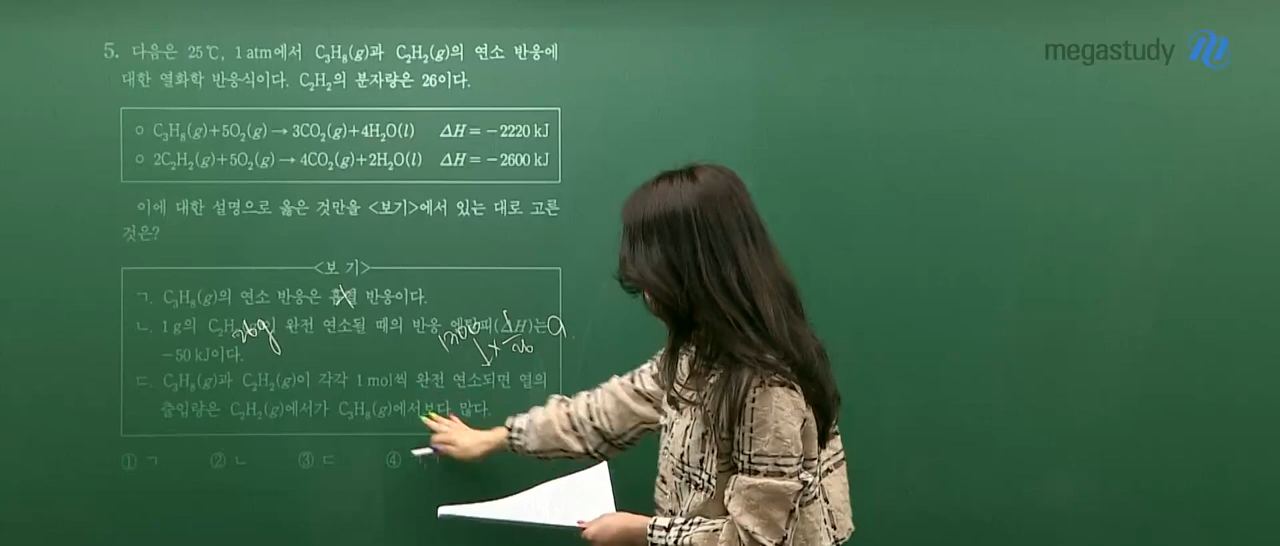 megastudy
5. 다음은 25℃, 1 atm에서 C₃H₈(g)과 C₂H₂(g)의 연소 반응에
대한 열화학 반응식이다. C₂H₂의 분자량은 26이다.
○ C₃H₈(g)+5O₂(g)→3CO₂(g)+4H₂O(l) ΔH=-2220 kJ
○ 2C₂H₂(g)+5O₂(g)→4CO₂(g)+2H₂O(l) ΔH=-2600 kJ
이에 대한 설명으로 옳은 것만을 <보기>에서 있는 대로 고른
것은?
<보 기>
ㄱ. C₃H₈(g)의 연소 반응은 흡열 반응이다.
ㄴ. 1 g의 C₂H 완전 연소될 때의 반응 (ΔH)는
26g
1300
1×1/26
-50 kJ이다.
ㄷ. C₃H₈(g)과 C₂H₂(g)이 각각 1 mol씩 완전 연소되면 열의
출입량은 C₂H₂(g)에서가 C₃H₈(g)에서보다 많다.
① ㄱ ② ㄴ ③ ㄷ ④